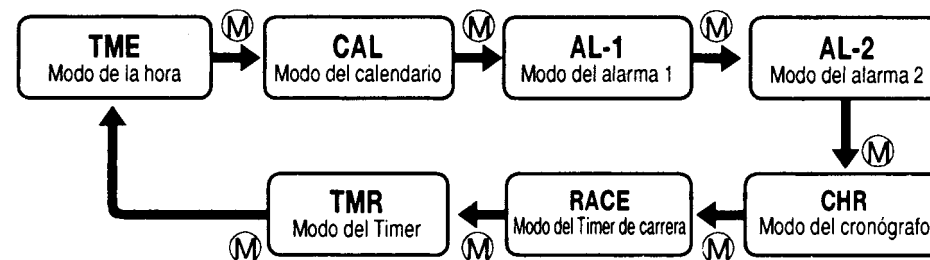 TME
Modo de la hora
M
CAL
Modo del calendario
M
AL-1
Modo del alarma 1
M
AL-2
Modo del alarma 2
M
CHR
Modo del cronógrafo
M
RACE
Modo del Timer de carrera
M
TMR
Modo del Timer
M